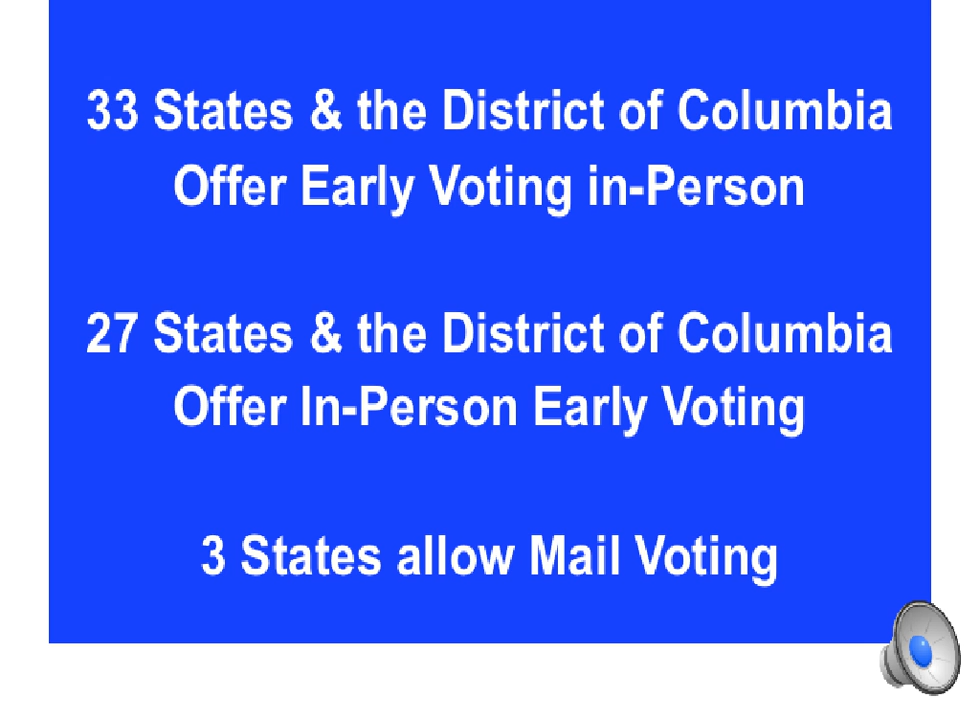 33 States & the District of Columbia
Offer Early Voting in-Person
27 States & the District of Columbia
Offer In-Person Early Voting
3 States allow Mail Voting